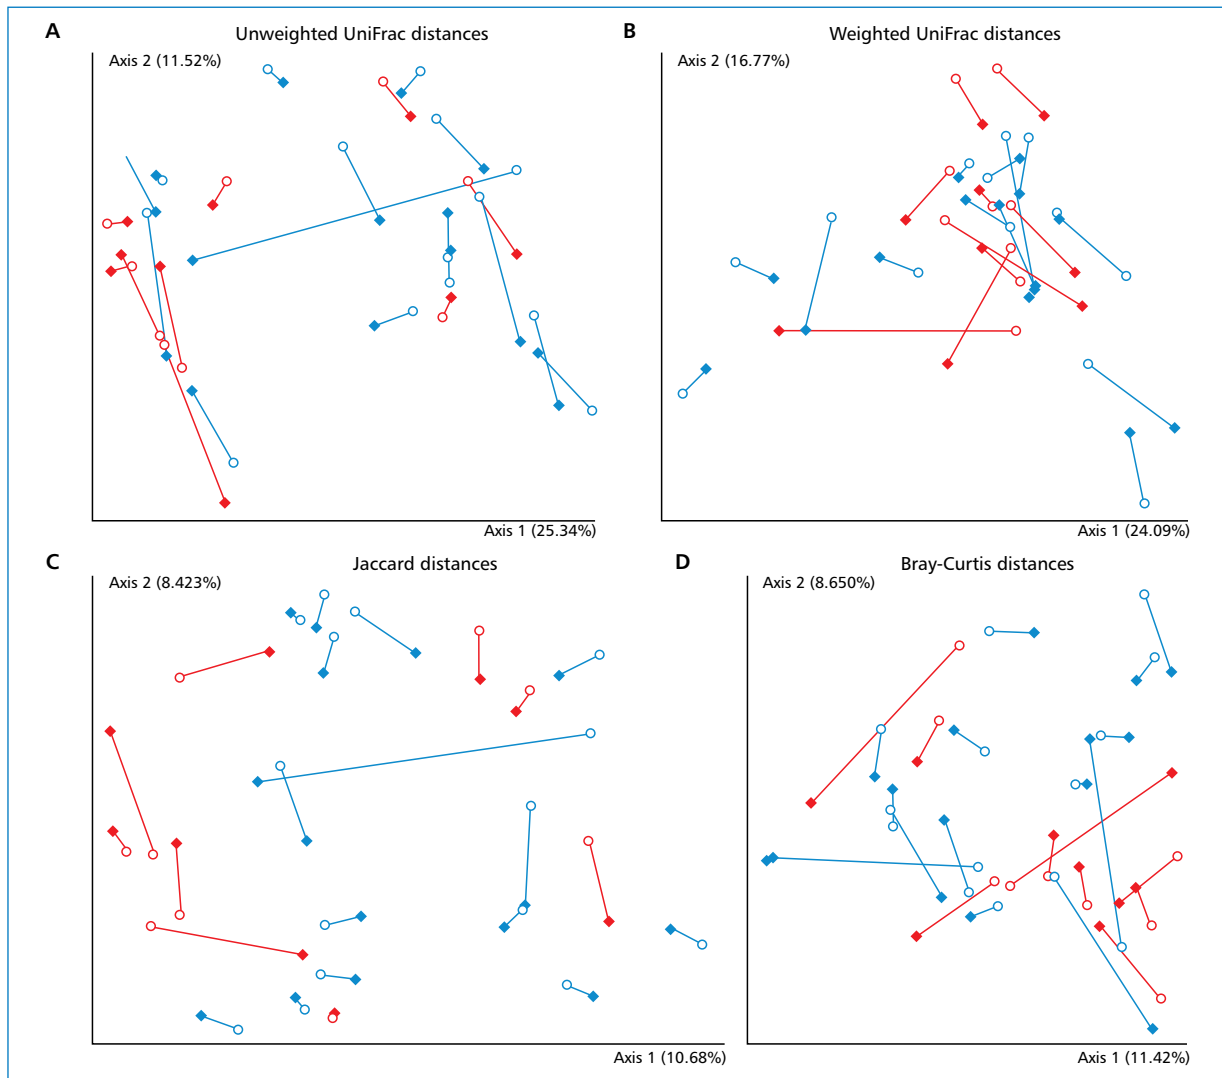 A
Unweighted UniFrac distances
Axis 2 (11.52%)
Axis 1 (25.34%)
B
Weighted UniFrac distances
Axis 2 (16.77%)
Axis 1 (24.09%)
C
Jaccard distances
Axis 2 (8.423%)
Axis 1 (10.68%)
D
Bray-Curtis distances
Axis 2 (8.650%)
Axis 1 (11.42%)